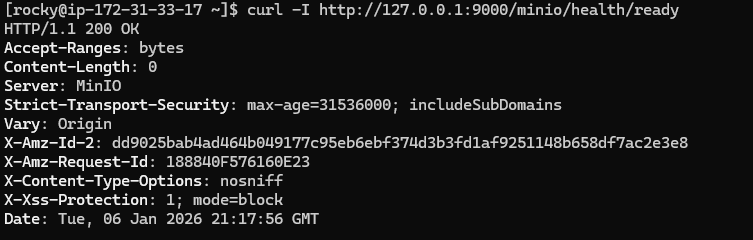 [rocky@ip-172-31-33-17 ~]$ curl -I http://127.0.0.1:9000/minio/health/ready
HTTP/1.1 200 OK
Accept-Ranges: bytes
Content-Length: 0
Server: MinIO
Strict-Transport-Security: max-age=31536000; includeSubDomains
Vary: Origin
X-Amz-Id-2: dd9025bab4ad464b049177c95eb6ebf374d3b3fd1af9251148b658df7ac2e3e8
X-Amz-Request-Id: 188840F576160E23
X-Content-Type-Options: nosniff
X-Xss-Protection: 1; mode=block
Date: Tue, 06 Jan 2026 21:17:56 GMT